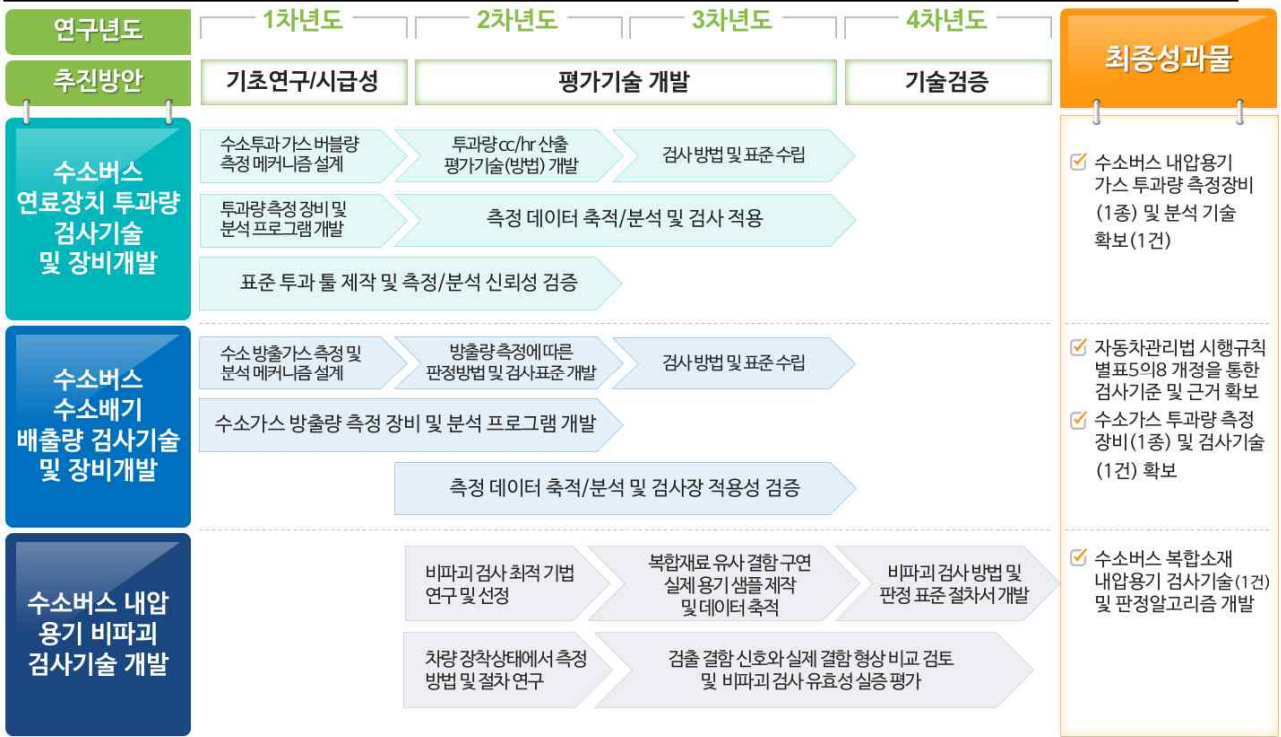 연구년도
1차년도
2차년도
3차년도
4차년도
최종성과물
추진방안
기초연구/시급성
평가기술 개발
기술검증
수소버스
연료장치 투과량
검사기술
및 장비개발
수소투과 가스 버블량
측정 메커니즘 설계
투과량 cc/hr 산출
평가기술(방법) 개발
검사 방법 및 표준 수립
투과량 측정 장비 및
분석 프로그램 개발
측정 데이터 축적/분석 및 검사 적용
표준 투과 툴 제작 및 측정/분석 신뢰성 검증
수소버스 내압용기
가스 투과량 측정장비
(1종) 및 분석 기술
확보(1건)
수소버스
수소배기
배출량 검사기술
및 장비개발
수소 방출가스 측정 및
분석 메커니즘 설계
방출량 측정에 따른
판정방법 및 검사표준 개발
검사 방법 및 표준 수립
수소가스 방출량 측정 장비 및 분석 프로그램 개발
측정 데이터 축적/분석 및 검사장 적용성 검증
자동차관리법 시행규칙
별표5의8 개정을 통한
검사기준 및 근거 확보
수소가스 투과량 측정
장비(1종) 및 검사기술
(1건) 확보
수소버스 내압
용기 비파괴
검사기술 개발
비파괴 검사 최적 기법
연구 및 선정
복합재료 유사 결함 구연
실제 용기 샘플 제작
및 데이터 축적
비파괴 검사 방법 및
판정 표준 절차서 개발
차량 장착상태에서 측정
방법 및 절차 연구
검출 결함 신호와 실제 결함 형상 비교 검토
및 비파괴 검사 유효성 실증 평가
수소버스 복합소재
내압용기 검사기술(1건)
및 판정알고리즘 개발